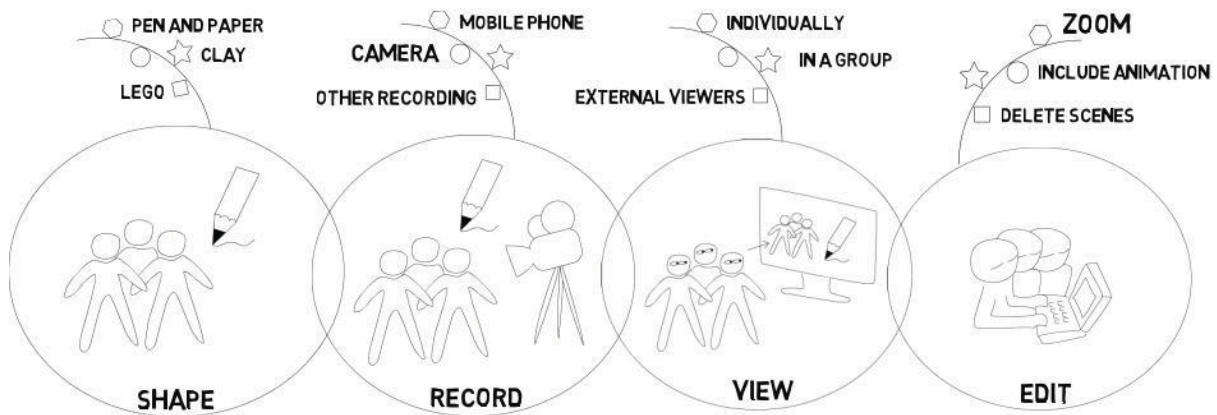 PEN AND PAPER
CLAY
LEGO
SHAPE
MOBILE PHONE
CAMERA
OTHER RECORDING
RECORD
INDIVIDUALLY
IN A GROUP
EXTERNAL VIEWERS
VIEW
ZOOM
INCLUDE ANIMATION
DELETE SCENES
EDIT